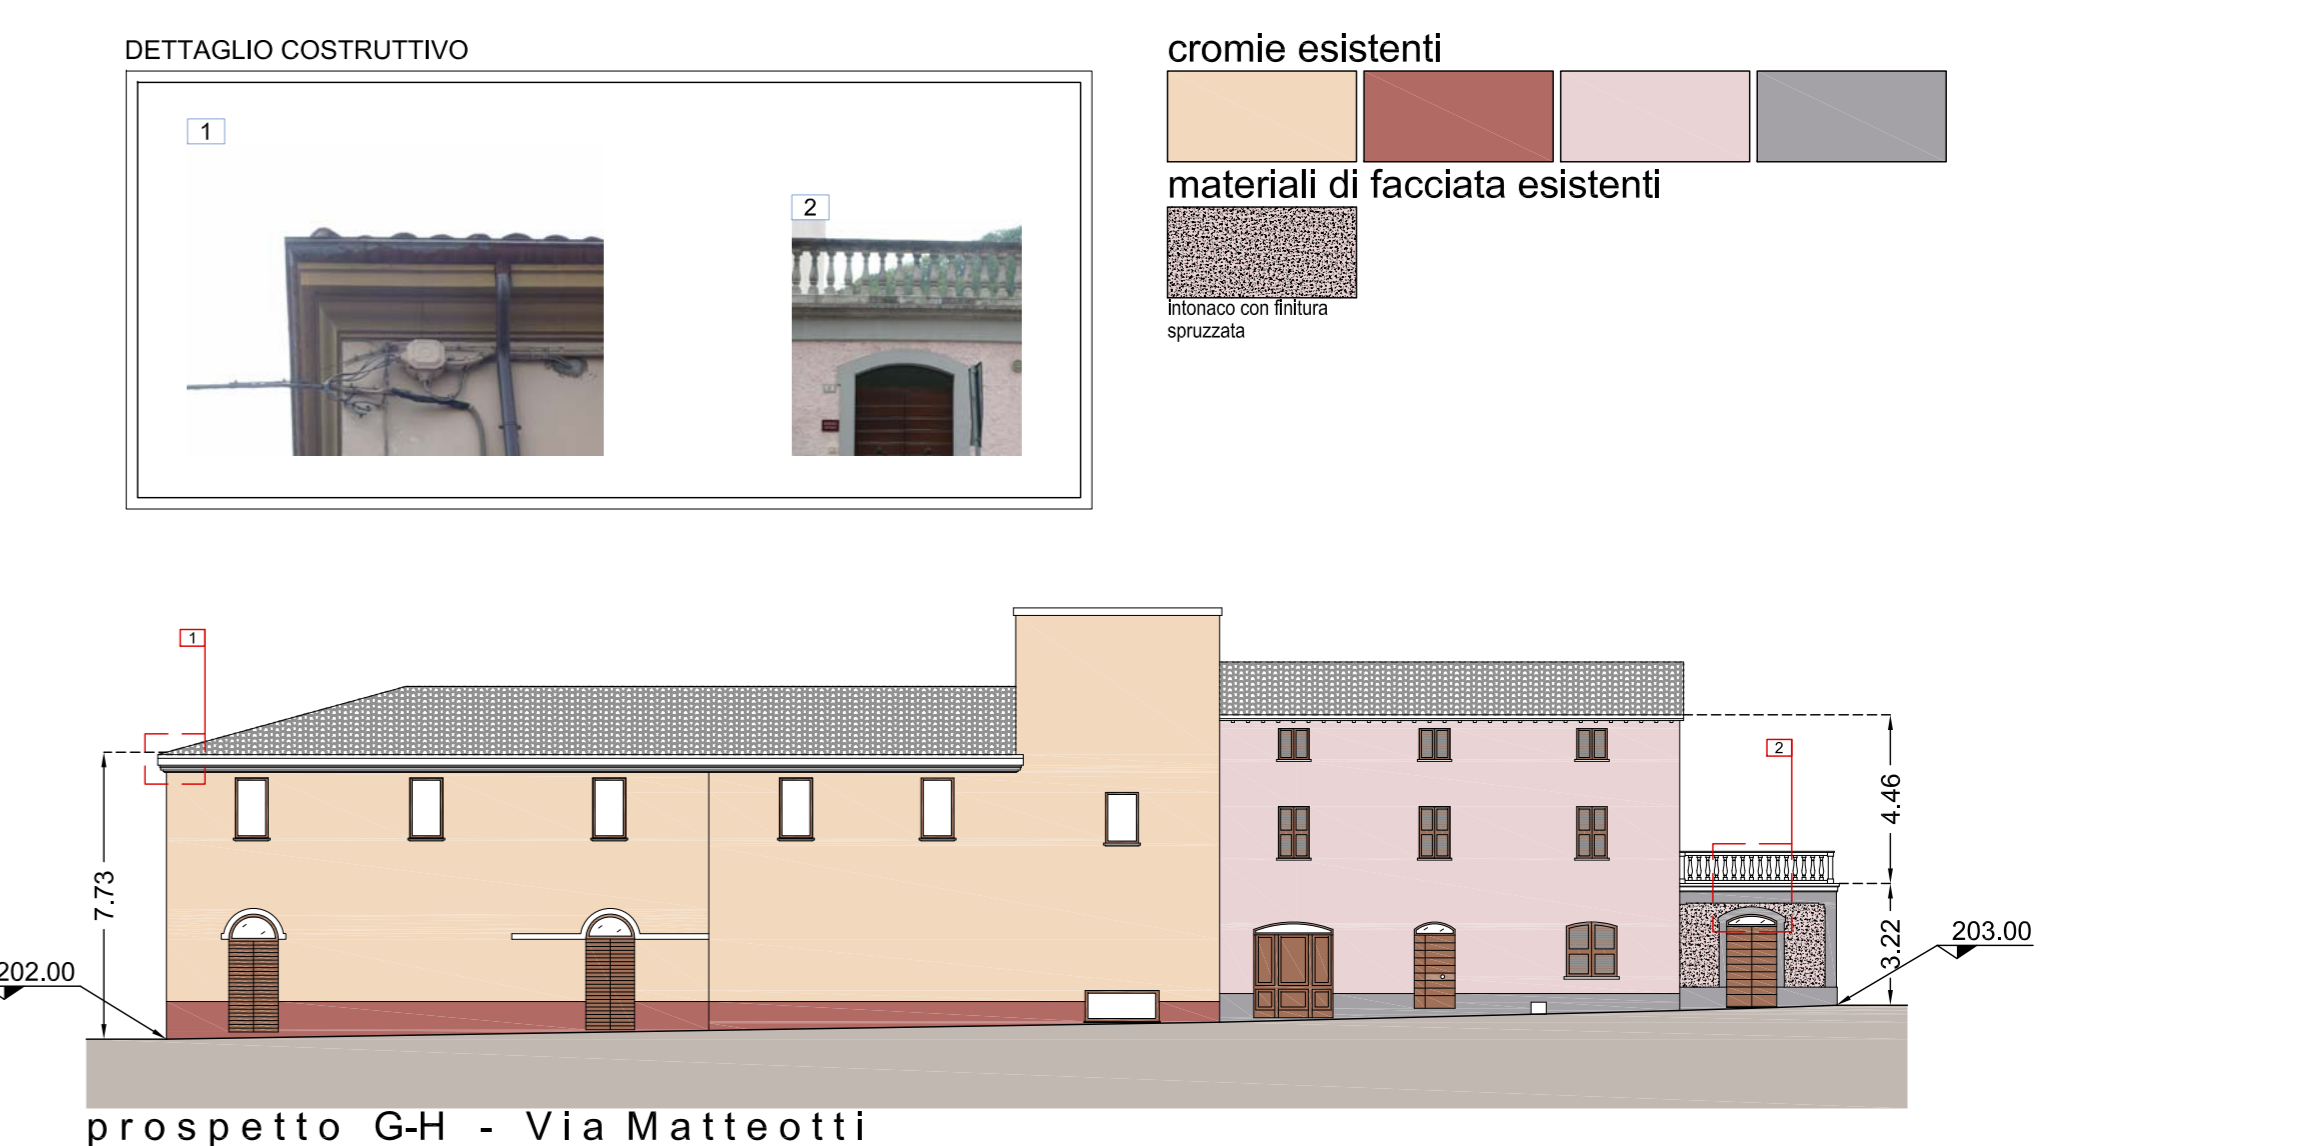 DETTAGLIO COSTRUTTIVO
1
2
cromie esistenti
materiali di facciata esistenti
intonaco con finitura
spruzzata
1
2
7.73
4.46
3.22
202.00
203.00
prospetto G-H - Via Matteotti